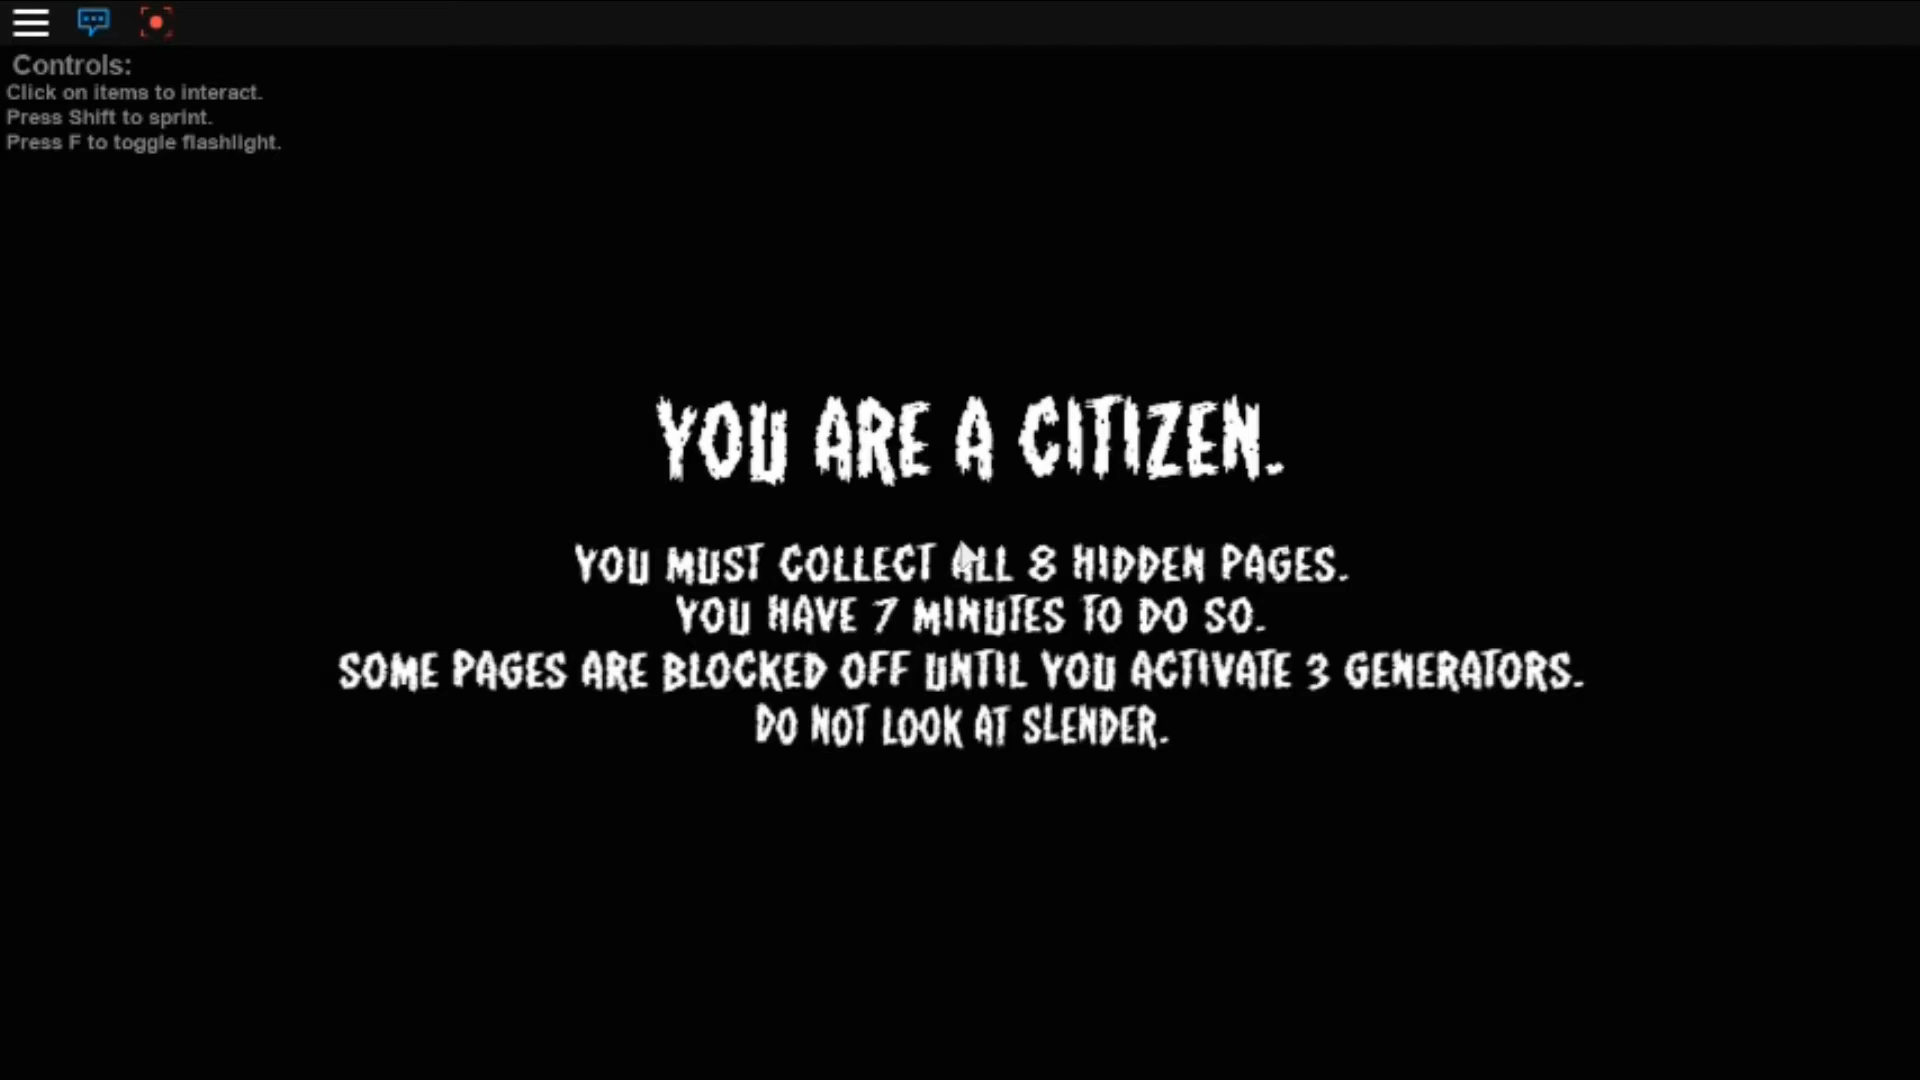 Controls:
Click on items to interact.
Press Shift to sprint.
Press F to toggle flashlight.
YOU ARE A CITIZEN.
YOU MUST COLLECT ALL 8 HIDDEN PAGES.
YOU HAVE 7 MINUTES TO DO SO.
SOME PAGES ARE BLOCKED OFF UNTIL YOU ACTIVATE 3 GENERATORS.
DO NOT LOOK AT SLENDER.